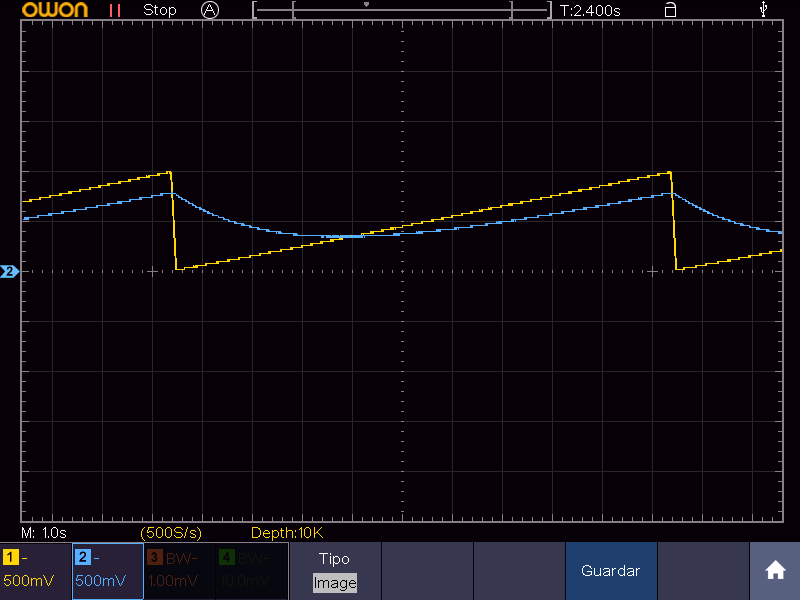 OWON Stop A T:2.400s
2
M: 1.0s (500S/s) Depth:10K
1 - 2 - 3 BW- 4 BW- Tipo
500mV 500mV 1.00mV 10.0mV Image Guardar